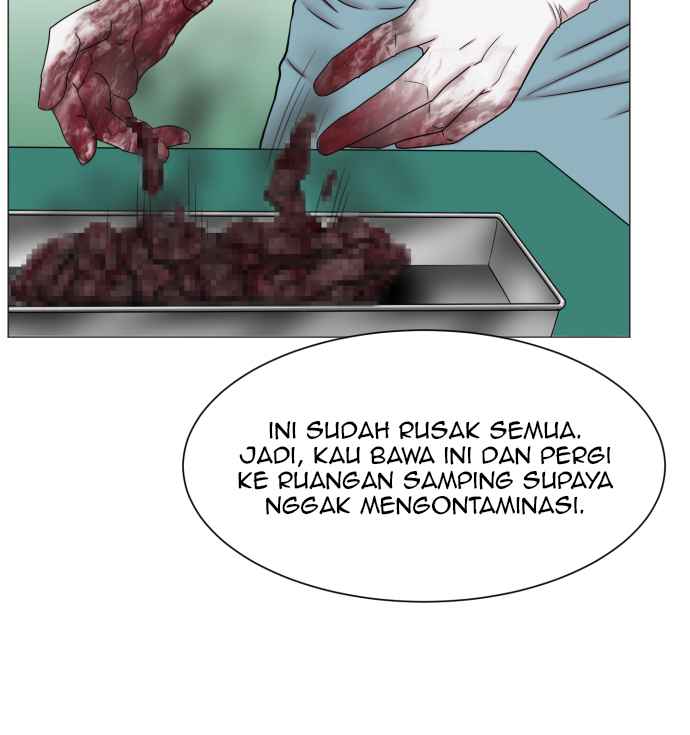 INI SUDAH RUSAK SEMUA.
JADI, KAU BAWA INI DAN PERGI
KE RUANGAN SAMPING SUPAYA
NGGAK MENGONTAMINASI.